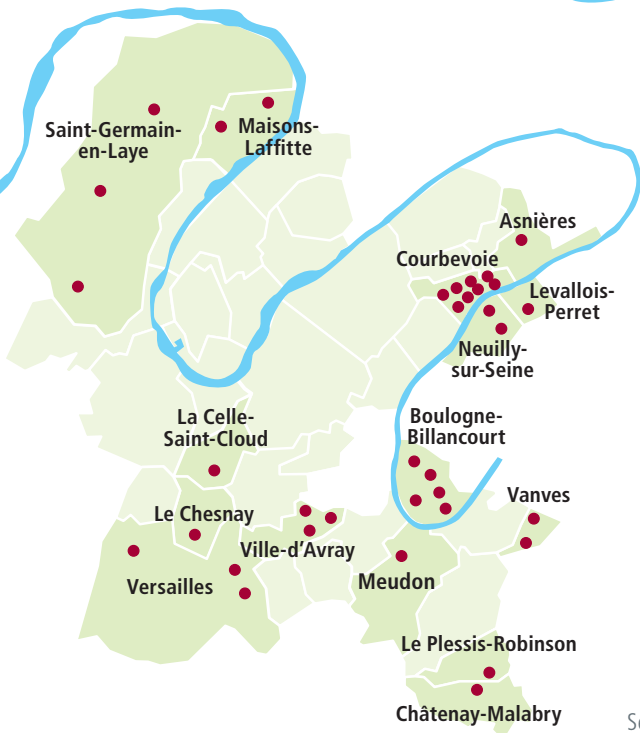 Saint-Germain-
en-Laye
Maisons-
Laffitte
Asnières
Courbevoie
Levallois-
Perret
Neuilly-
sur-Seine
La Celle-
Saint-Cloud
Boulogne-
Billancourt
Le Chesnay
Vanves
Ville-d’Avray
Versailles
Meudon
Le Plessis-Robinson
Châtenay-Malabry